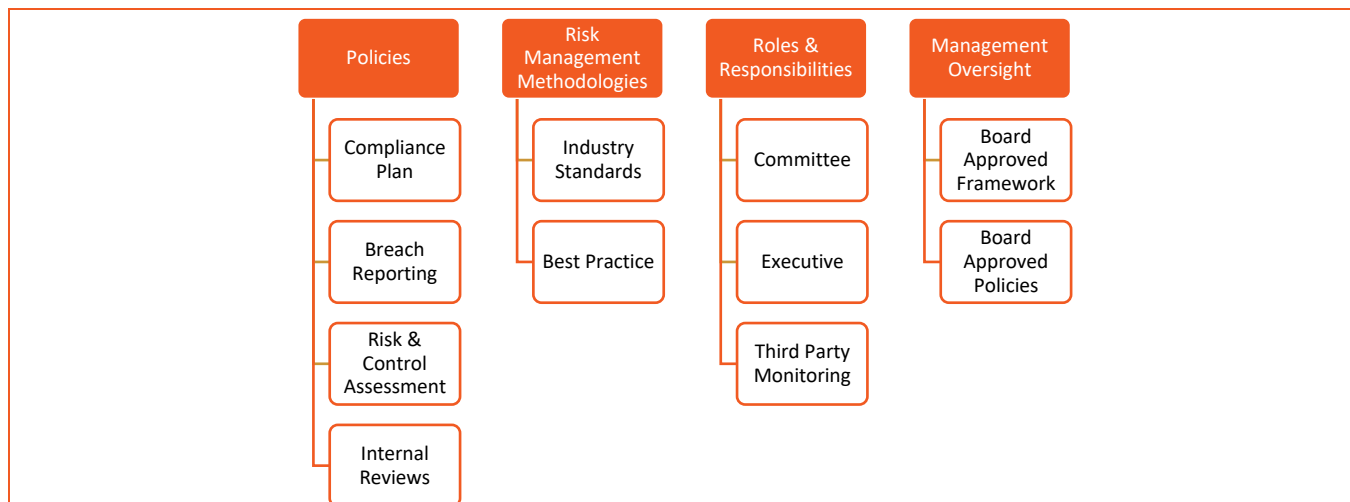 Policies
Compliance
Plan
Breach
Reporting
Risk &
Control
Assessment
Internal
Reviews
Risk
Management
Methodologies
Industry
Standards
Best Practice
Roles &
Responsibilities
Committee
Executive
Third Party
Monitoring
Management
Oversight
Board
Approved
Framework
Board
Approved
Policies